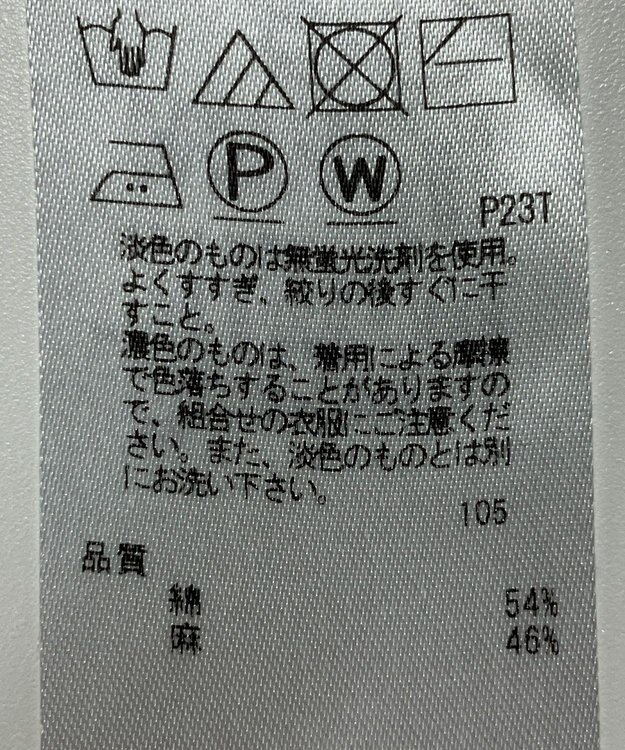 P W
P23T
淡色のものは無蛍光洗剤を使用。
よくすすぎ、絞りの後すぐに干
すこと。
濃色のものは、着用による摩擦
で色落ちすることがありますの
で、組合せの衣服にご注意くだ
さい。また、淡色のものとは別
にお洗い下さい。
105
品質
綿 54%
麻 46%